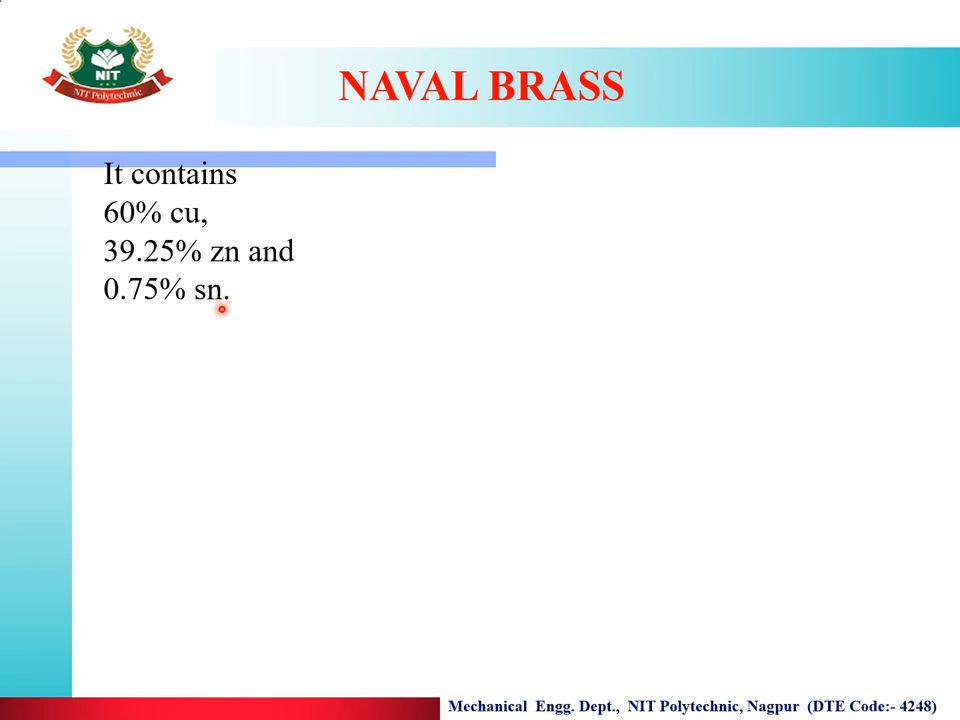 NIT
NIT Polytechnic
NAVAL BRASS
It contains
60% cu,
39.25% zn and
0.75% sn.
Mechanical Engg. Dept., NIT Polytechnic, Nagpur (DTE Code:- 4248)